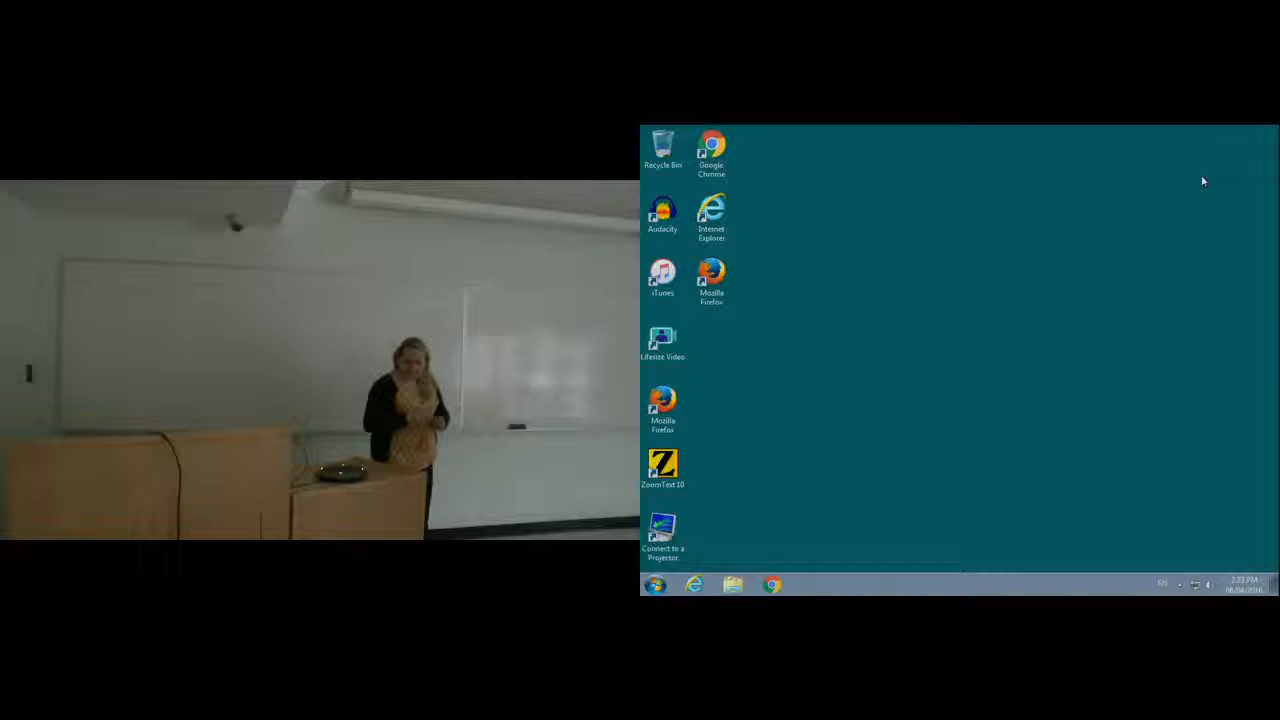 Recycle Bin
Google
Chrome
Audacity
Internet
Explorer
iTunes
Mozilla
Firefox
Lifesize Video
Mozilla
Firefox
ZoomText 10
Connect to a
Projector
EN